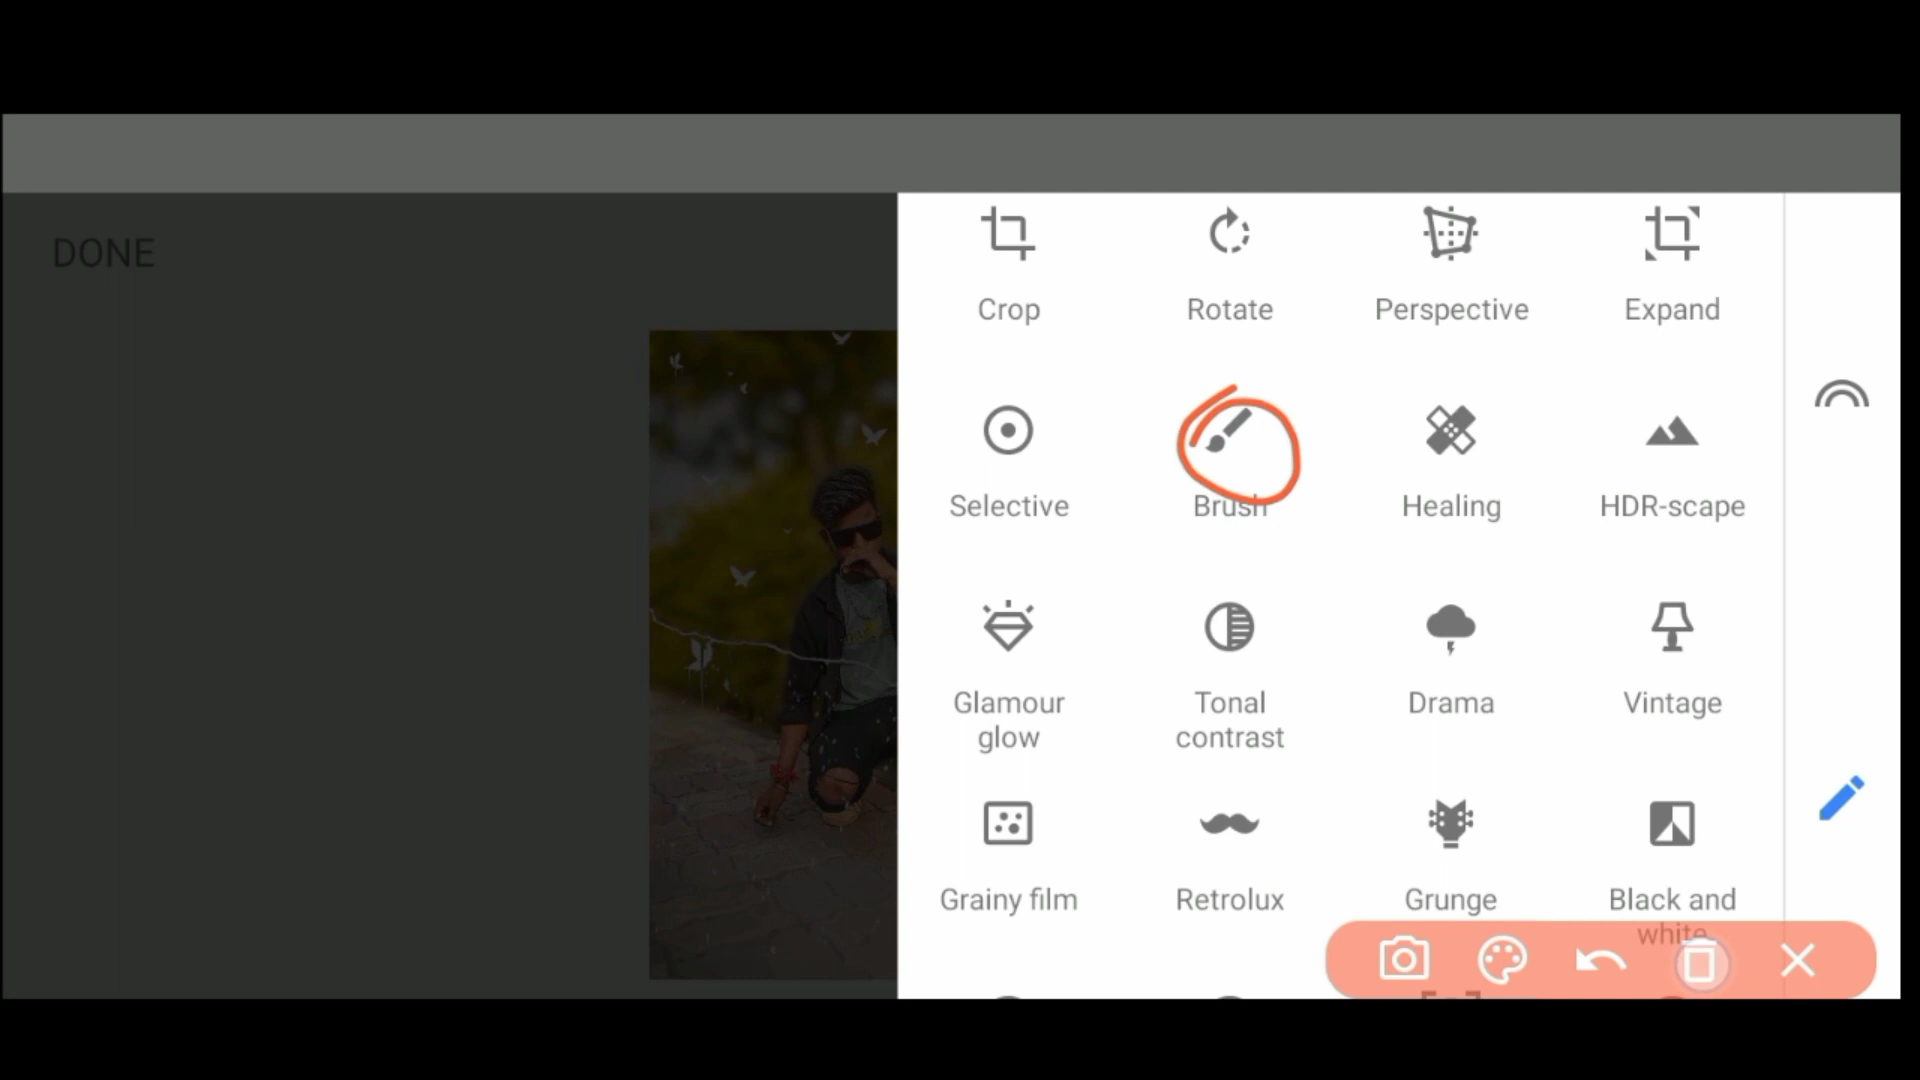 DONE
Crop
Rotate
Perspective
Expand
Selective
Brush
Healing
HDR-scape
Glamour
glow
Tonal
contrast
Drama
Vintage
Grainy film
Retrolux
Grunge
Black and
white